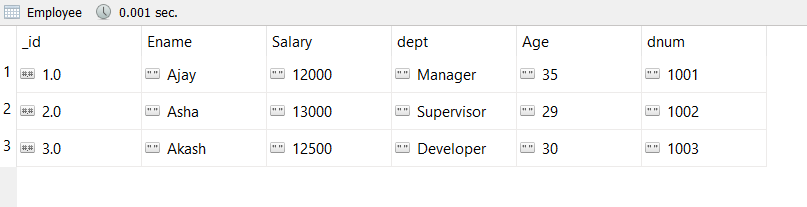 Employee 0.001 sec.
_id Ename Salary dept Age dnum
1 #.# 1.0 "" Ajay "" 12000 "" Manager "" 35 "" 1001
2 #.# 2.0 "" Asha "" 13000 "" Supervisor "" 29 "" 1002
3 #.# 3.0 "" Akash "" 12500 "" Developer "" 30 "" 1003